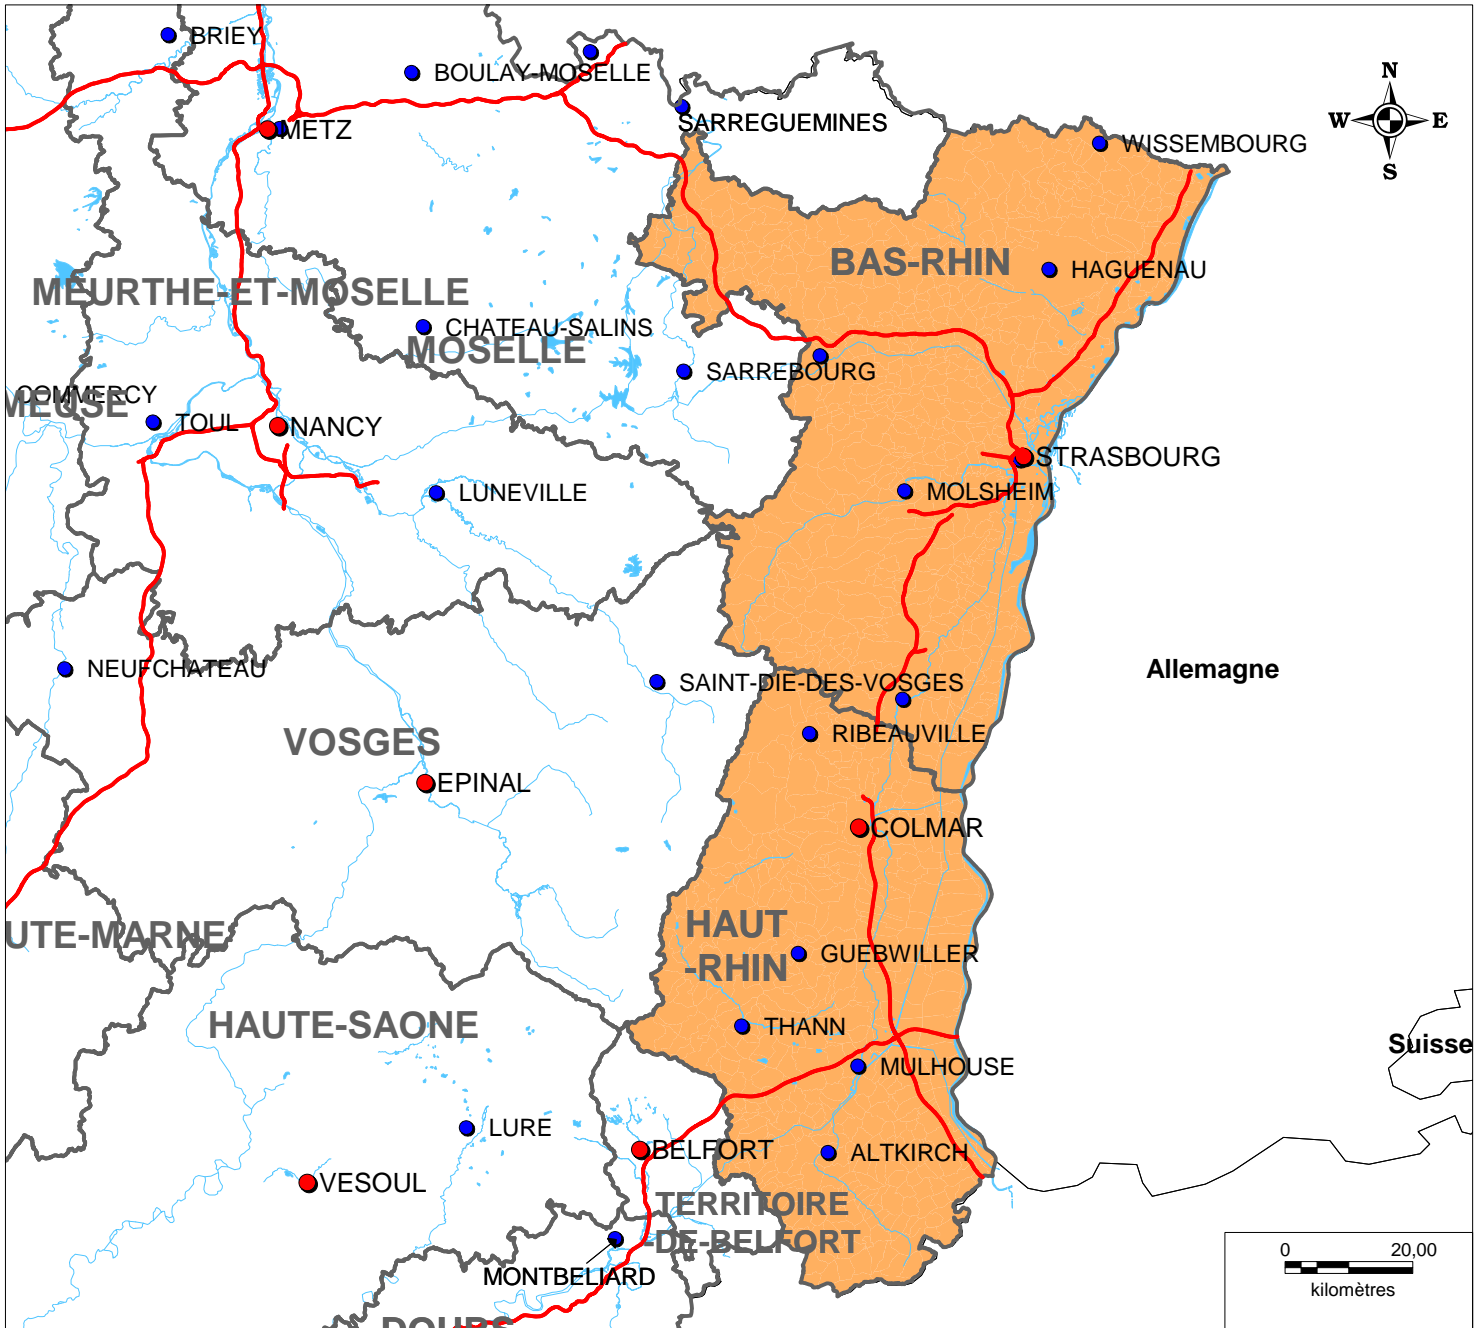 BRIEY
BOULAY-MOSELLE
N
METZ
SARREGUEMINES
W
E
WISSEMBOURG
S
BAS-RHIN
HAGUENAU
MEURTHE-ET-MOSELLE
CHATEAU-SALINS
MOSELLE
SARREBOURG
COMMERCY
MEUSE
TOUL
NANCY
STRASBOURG
LUNEVILLE
MOLSHEIM
NEUFCHATEAU
SAINT-DIE-DES-VOSGES
Allemagne
RIBEAUVILLE
VOSGES
EPINAL
COLMAR
UTE-MARNE
HAUT
-RHIN
GUEBWILLER
HAUTE-SAONE
THANN
Suisse
MULHOUSE
LURE
BELFORT
ALTKIRCH
VESOUL
TERRITOIRE
-DE-BELFORT
MONTBELIARD
0 20,00
kilomètres
DOUBS